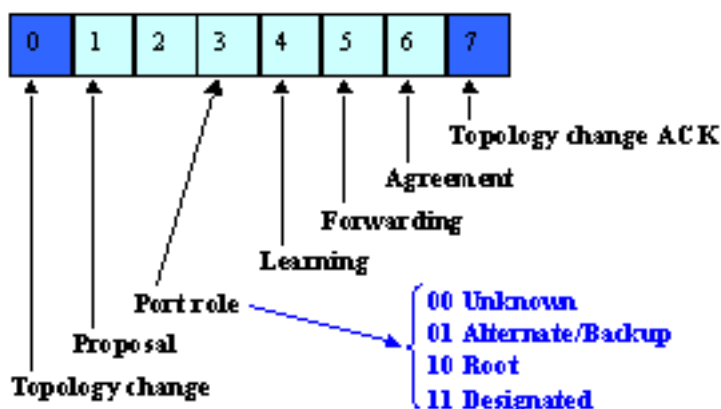 0 1 2 3 4 5 6 7
Topology change ACK
Agreement
Forwarding
Learning
Port role
00 Unknown
01 Alternate/Backup
10 Root
11 Designated
Proposal
Topology change